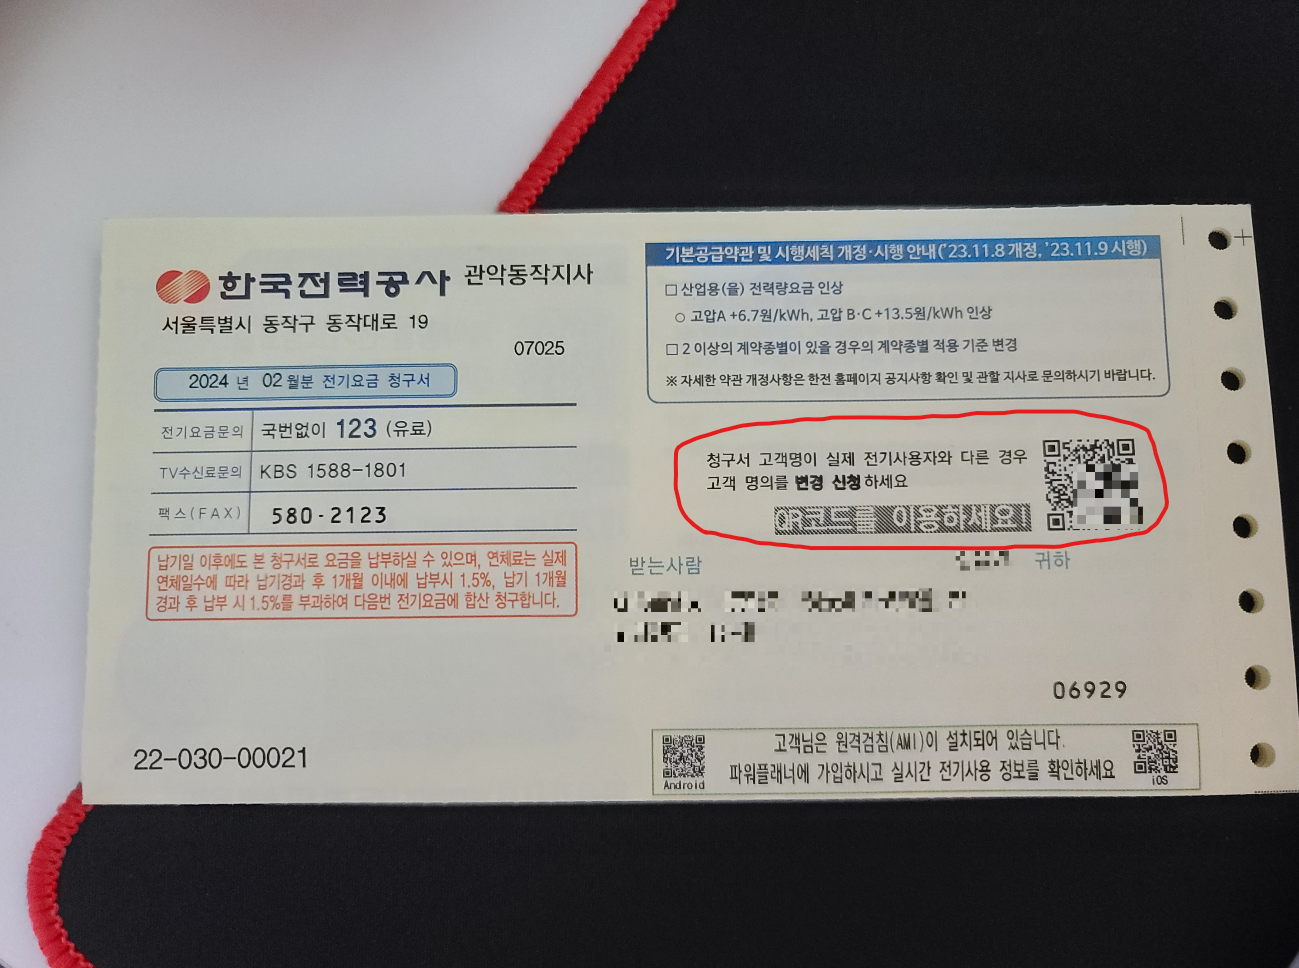 한국전력공사 관악동작지사
서울특별시 동작구 동작대로 19
07025
2024 년 02 월분 전기요금 청구서
전기요금문의 국번없이 123 (유료)
TV수신료문의 KBS 1588-1801
팩스(FAX) 580-2123
납기일 이후에도 본 청구서로 요금을 납부하실 수 있으며, 연체료는 실제
연체일수에 따라 납기경과 후 1개월 이내에 납부시 1.5%, 납기 1개월
경과 후 납부 시 1.5%를 부과하여 다음번 전기요금에 합산 청구합니다.
22-030-00021
기본공급약관 및 시행세칙 개정·시행 안내('23.11.8 개정, '23.11.9 시행)
□ 산업용(을) 전력량요금 인상
○ 고압A +6.7원/kWh, 고압 B·C +13.5원/kWh 인상
□ 2 이상의 계약종별이 있을 경우의 계약종별 적용 기준 변경
※ 자세한 약관 개정사항은 한전 홈페이지 공지사항 확인 및 관할 지사로 문의하시기 바랍니다.
청구서 고객명이 실제 전기사용자와 다른 경우
고객 명의를 변경 신청하세요
QR코드를 이용하세요!
받는사람 귀하
06929
고객님은 원격검침(AMI)이 설치되어 있습니다.
파워플래너에 가입하시고 실시간 전기사용 정보를 확인하세요
Android
iOS